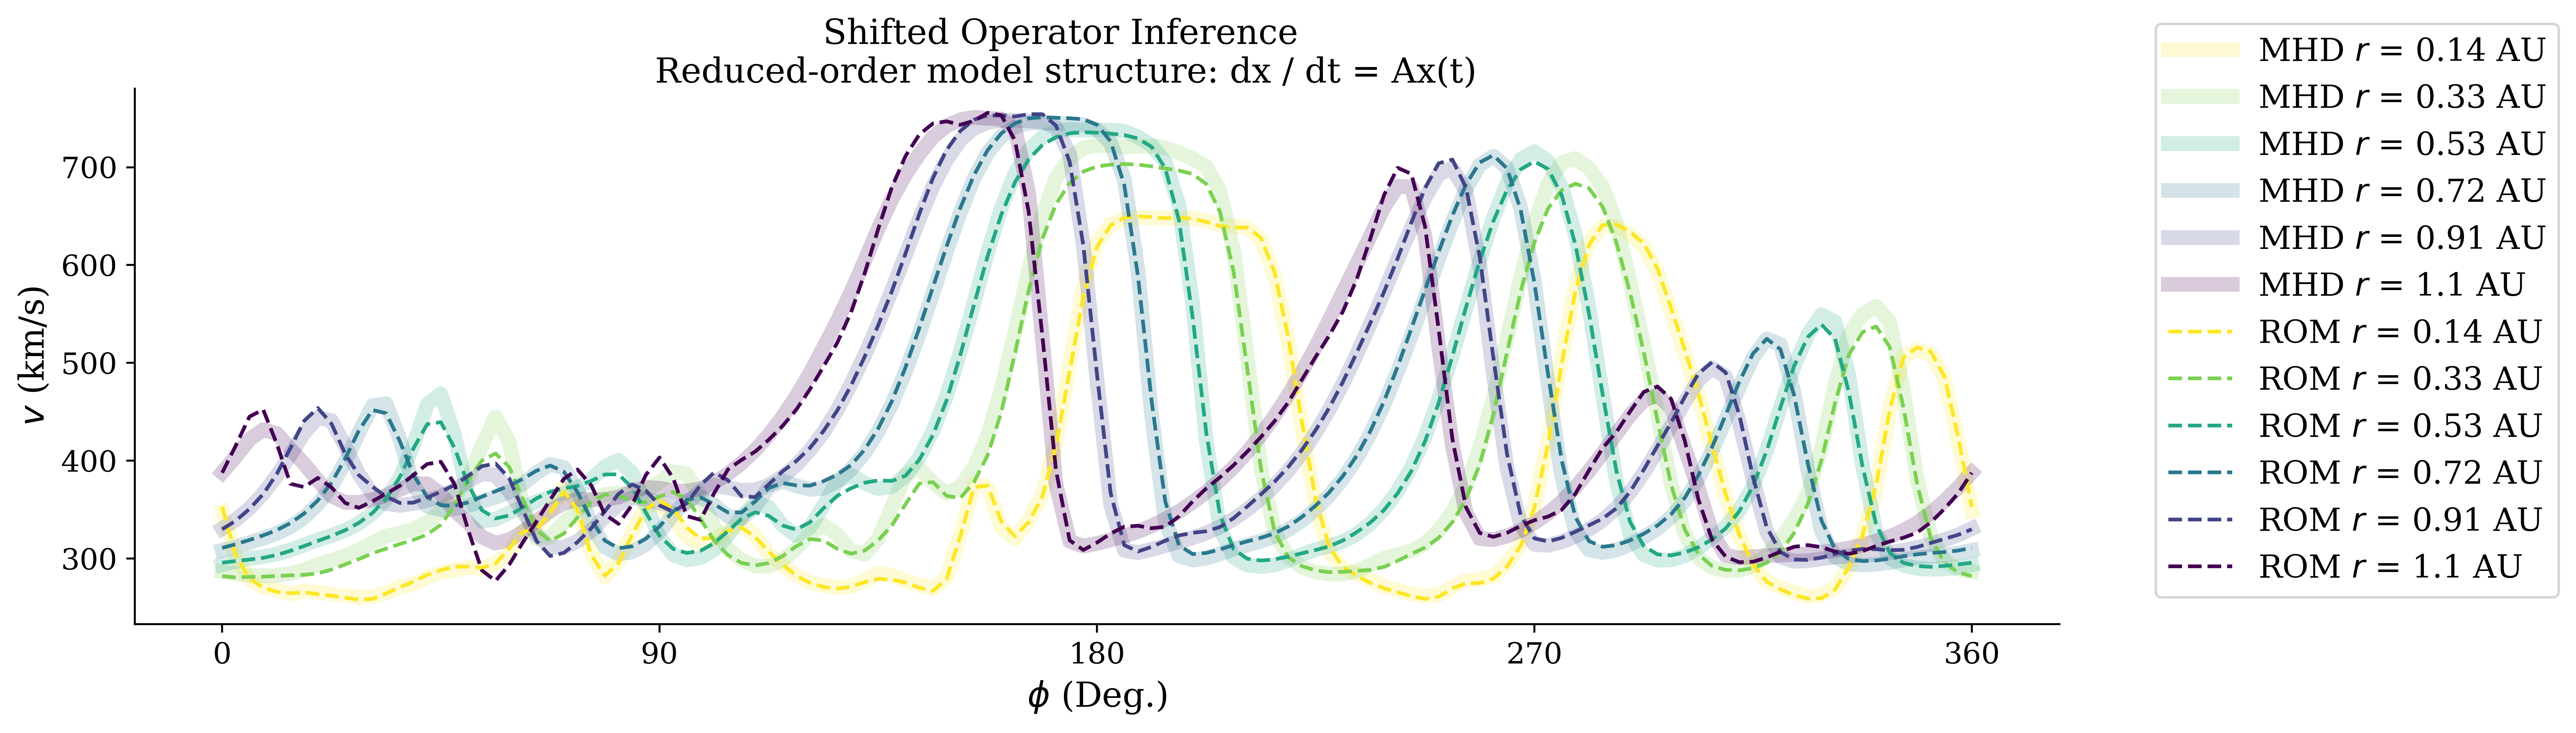 Shifted Operator Inference
Reduced-order model structure: dx / dt = Ax(t)
v (km/s)
700
600
500
400
300
0
90
180
270
360
ϕ (Deg.)
MHD r = 0.14 AU
MHD r = 0.33 AU
MHD r = 0.53 AU
MHD r = 0.72 AU
MHD r = 0.91 AU
MHD r = 1.1 AU
ROM r = 0.14 AU
ROM r = 0.33 AU
ROM r = 0.53 AU
ROM r = 0.72 AU
ROM r = 0.91 AU
ROM r = 1.1 AU